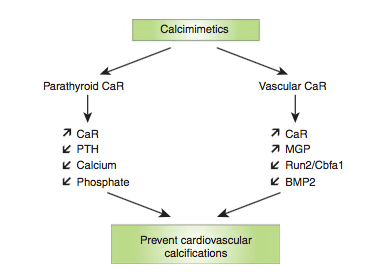 Calcimimetics
Parathyroid CaR
Vascular CaR
CaR
PTH
Calcium
Phosphate
CaR
MGP
Run2/Cbfa1
BMP2
Prevent cardiovascular
calcifications